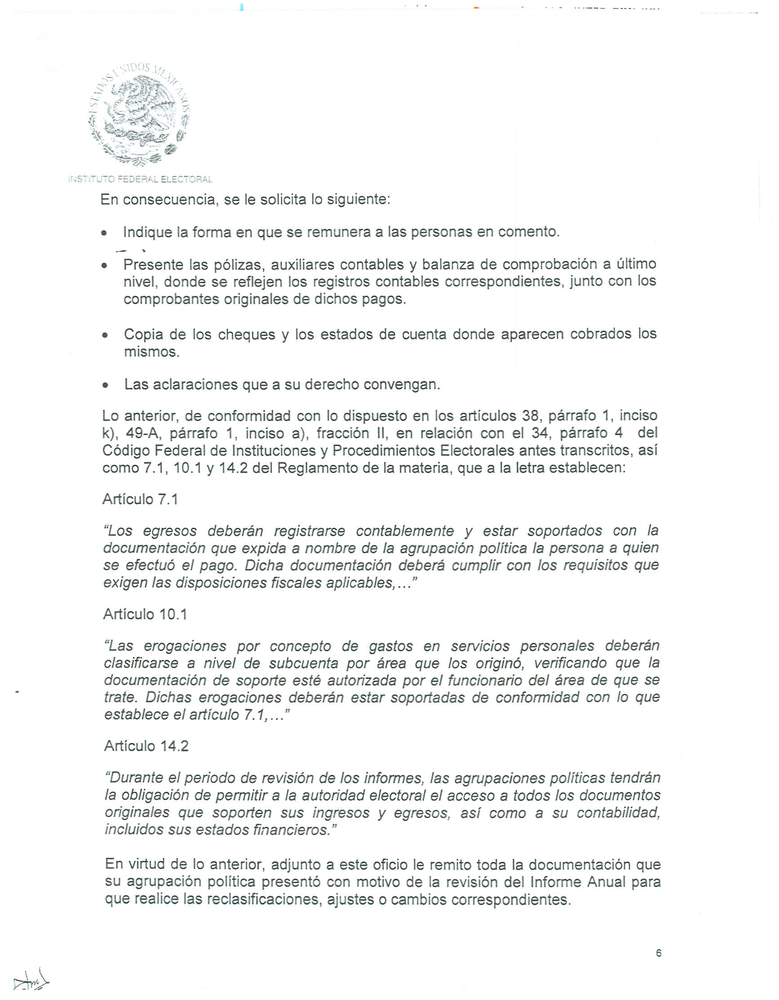 ESTADOS UNIDOS MEXICANOS
INSTITUTO FEDERAL ELECTORAL
En consecuencia, se le solicita lo siguiente:
• Indique la forma en que se remunera a las personas en comento.
• Presente las pólizas, auxiliares contables y balanza de comprobación a último
nivel, donde se reflejen los registros contables correspondientes, junto con los
comprobantes originales de dichos pagos.
• Copia de los cheques y los estados de cuenta donde aparecen cobrados los
mismos.
• Las aclaraciones que a su derecho convengan.
Lo anterior, de conformidad con lo dispuesto en los artículos 38, párrafo 1, inciso
k), 49-A, párrafo 1, inciso a), fracción II, en relación con el 34, párrafo 4 del
Código Federal de Instituciones y Procedimientos Electorales antes transcritos, así
como 7.1, 10.1 y 14.2 del Reglamento de la materia, que a la letra establecen:
Artículo 7.1
“Los egresos deberán registrarse contablemente y estar soportados con la
documentación que expida a nombre de la agrupación política la persona a quien
se efectuó el pago. Dicha documentación deberá cumplir con los requisitos que
exigen las disposiciones fiscales aplicables,...”
Artículo 10.1
“Las erogaciones por concepto de gastos en servicios personales deberán
clasificarse a nivel de subcuenta por área que los originó, verificando que la
documentación de soporte esté autorizada por el funcionario del área de que se
trate. Dichas erogaciones deberán estar soportadas de conformidad con lo que
establece el artículo 7.1,...”
Artículo 14.2
“Durante el periodo de revisión de los informes, las agrupaciones políticas tendrán
la obligación de permitir a la autoridad electoral el acceso a todos los documentos
originales que soporten sus ingresos y egresos, así como a su contabilidad,
incluidos sus estados financieros.”
En virtud de lo anterior, adjunto a este oficio le remito toda la documentación que
su agrupación política presentó con motivo de la revisión del Informe Anual para
que realice las reclasificaciones, ajustes o cambios correspondientes.
6